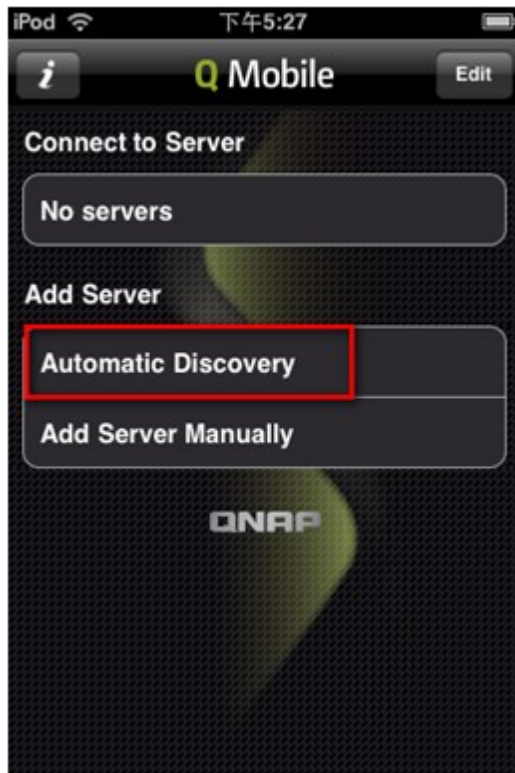 iPod 下午5:27
i Q Mobile Edit
Connect to Server
No servers
Add Server
Automatic Discovery
Add Server Manually
QNAP